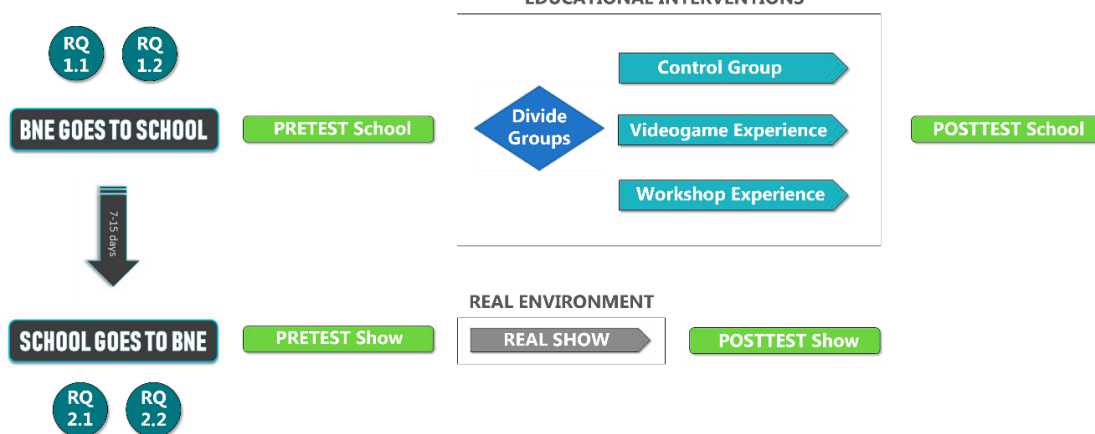 EDUCATIONAL INTERVENTIONS
RQ
1.1
RQ
1.2
BNE GOES TO SCHOOL
PRETEST School
Divide
Groups
Control Group
Videogame Experience
Workshop Experience
POSTTEST School
7-15 days
REAL ENVIRONMENT
SCHOOL GOES TO BNE
PRETEST Show
REAL SHOW
POSTTEST Show
RQ
2.1
RQ
2.2